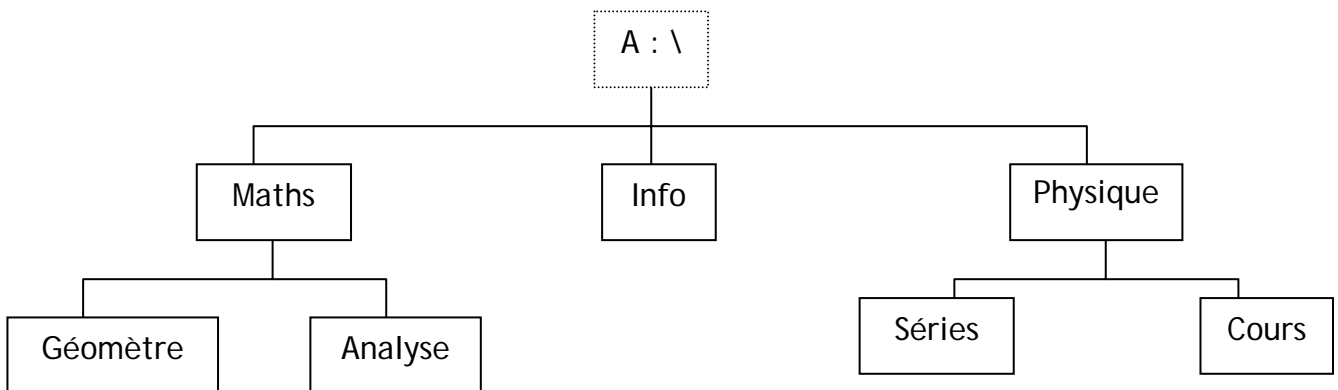 A : \
Maths
Info
Physique
Géomètre
Analyse
Séries
Cours